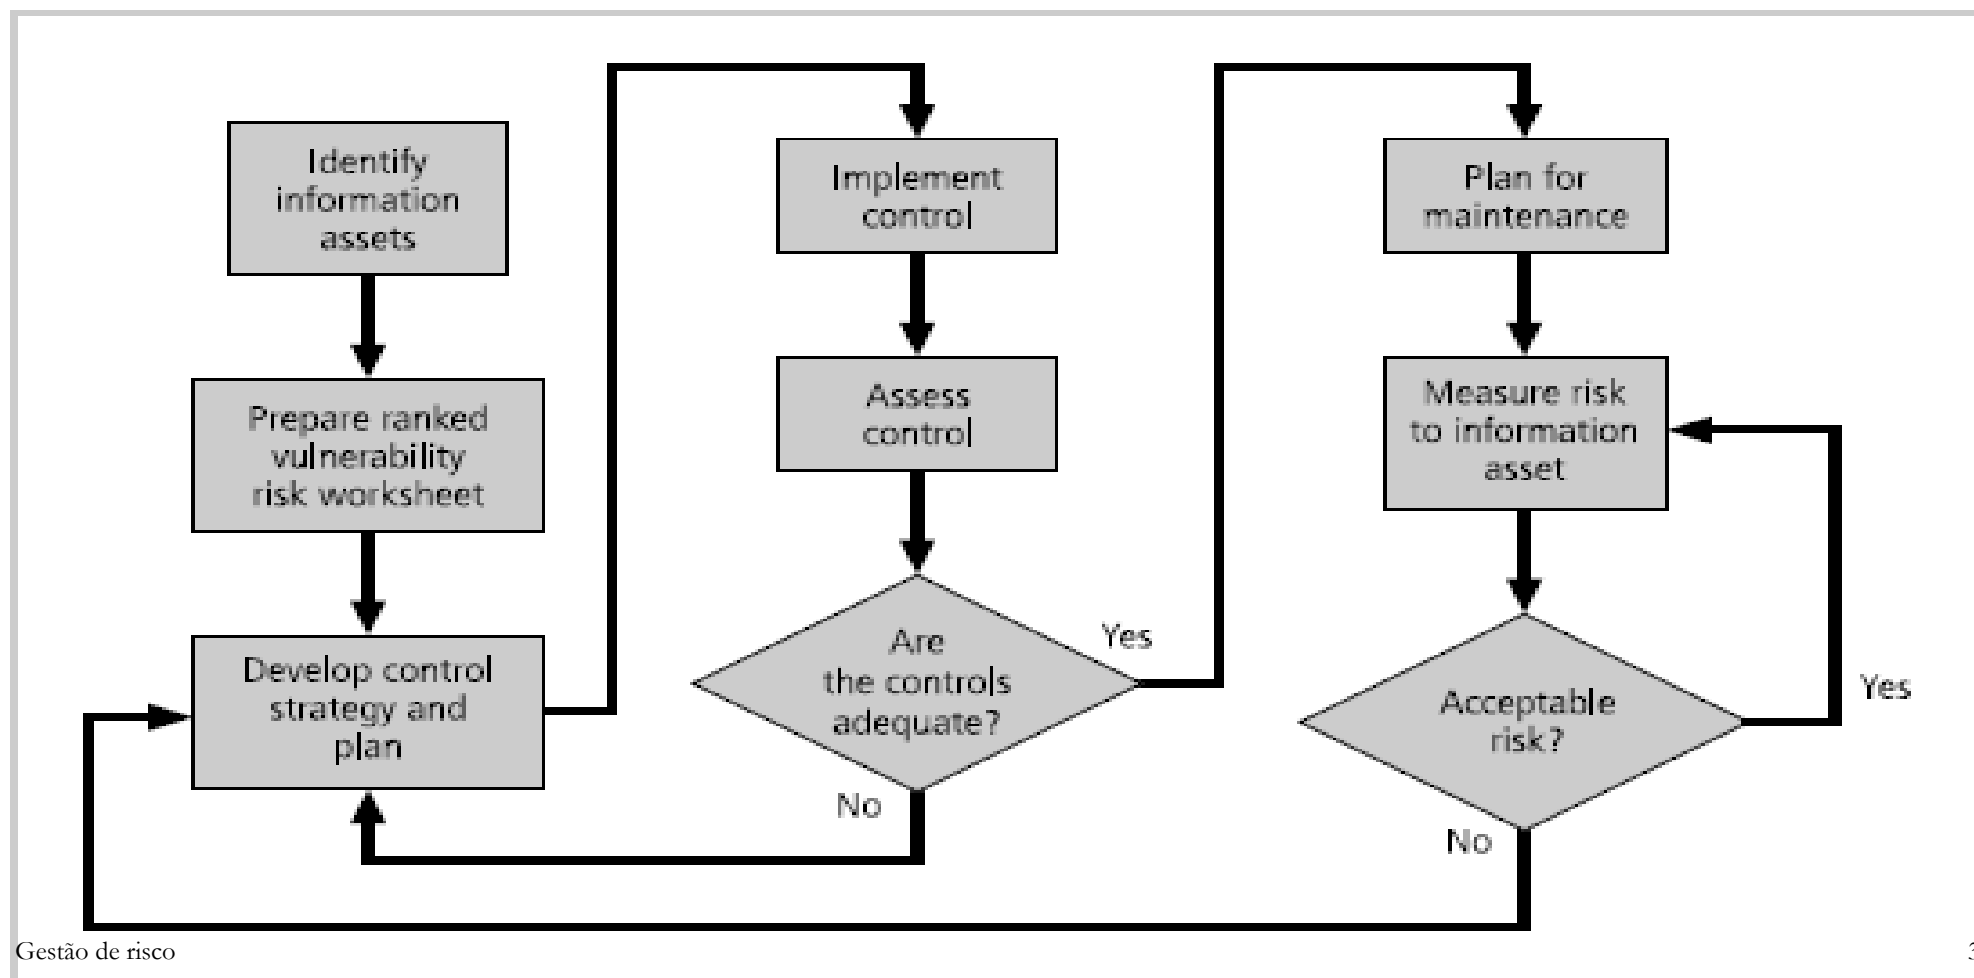 Identify
information
assets
Prepare ranked
vulnerability
risk worksheet
Develop control
strategy and
plan
Implement
control
Assess
control
Are
the controls
adequate?
Yes
No
Plan for
maintenance
Measure risk
to information
asset
Acceptable
risk?
Yes
No
Gestão de risco
3